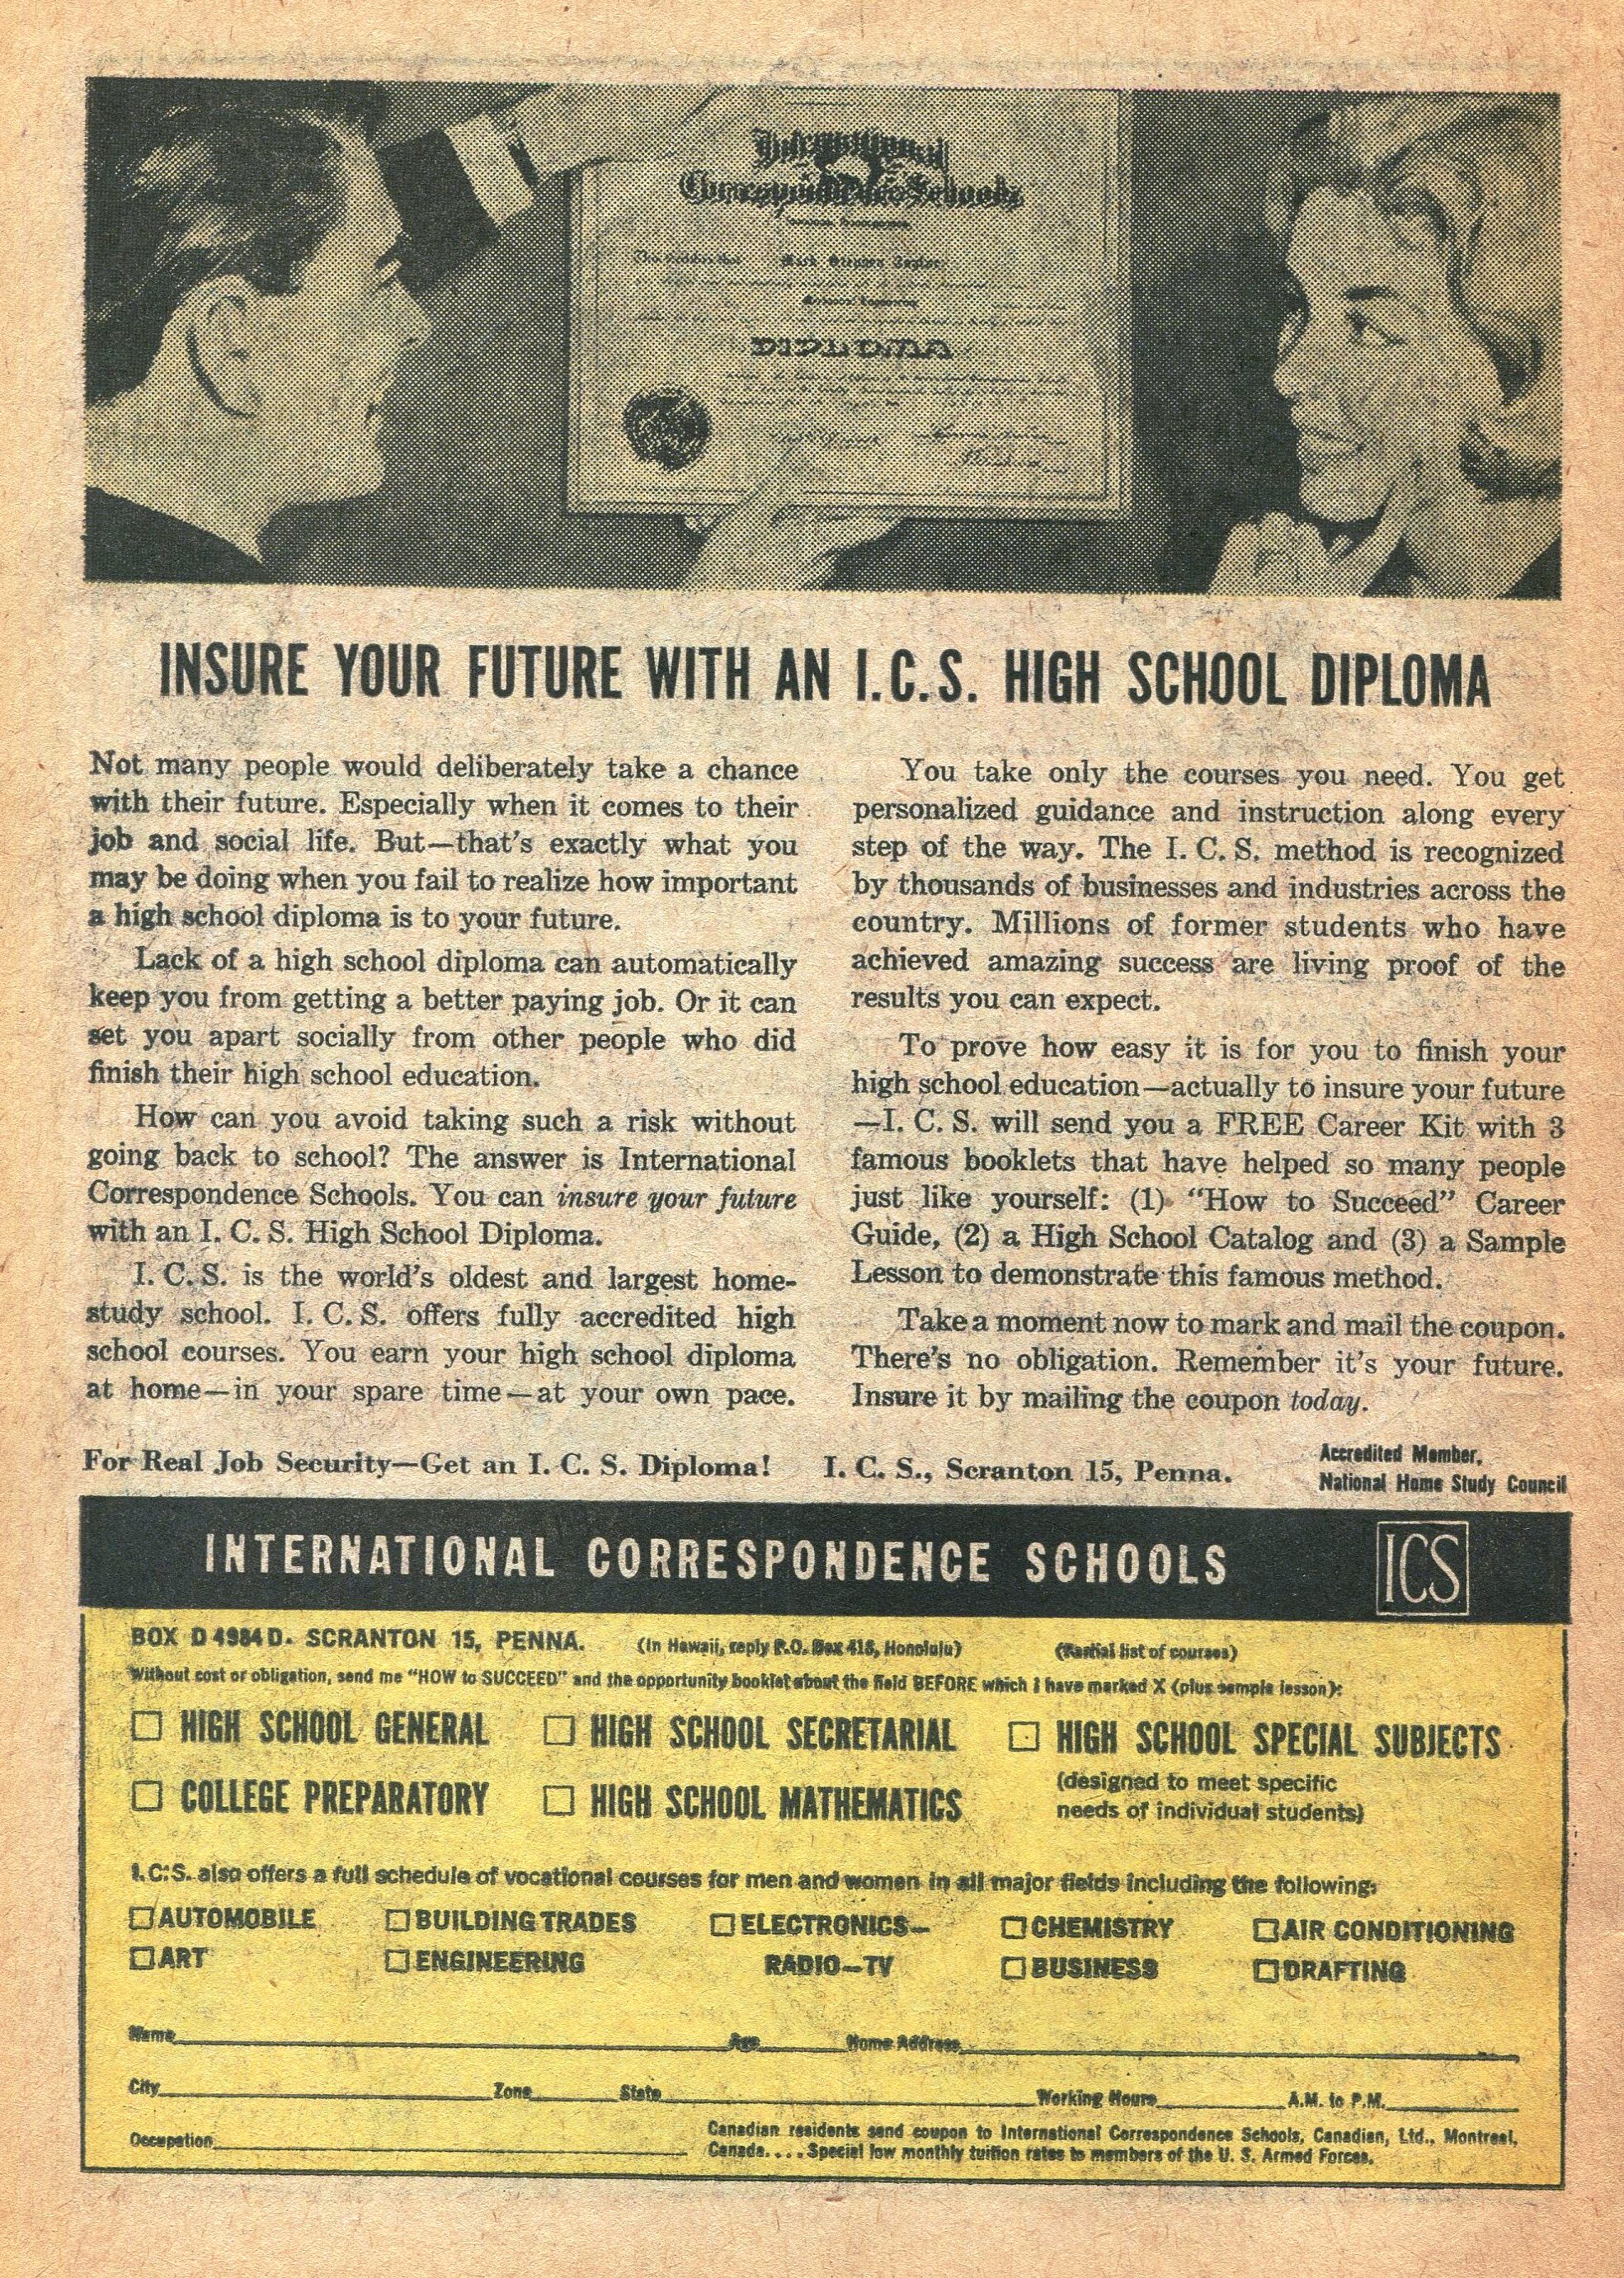 International
Correspondence Schools
This certifies that Mark Stephen Taylor
DIPLOMA
INSURE YOUR FUTURE WITH AN I.C.S. HIGH SCHOOL DIPLOMA
Not many people would deliberately take a chance
with their future. Especially when it comes to their
job and social life. But—that's exactly what you
may be doing when you fail to realize how important
a high school diploma is to your future.
Lack of a high school diploma can automatically
keep you from getting a better paying job. Or it can
set you apart socially from other people who did
finish their high school education.
How can you avoid taking such a risk without
going back to school? The answer is International
Correspondence Schools. You can insure your future
with an I. C. S. High School Diploma.
I. C. S. is the world's oldest and largest home-
study school. I. C. S. offers fully accredited high
school courses. You earn your high school diploma
at home—in your spare time—at your own pace.
You take only the courses you need. You get
personalized guidance and instruction along every
step of the way. The I. C. S. method is recognized
by thousands of businesses and industries across the
country. Millions of former students who have
achieved amazing success are living proof of the
results you can expect.
To prove how easy it is for you to finish your
high school education—actually to insure your future
—I. C. S. will send you a FREE Career Kit with 3
famous booklets that have helped so many people
just like yourself: (1) "How to Succeed" Career
Guide, (2) a High School Catalog and (3) a Sample
Lesson to demonstrate this famous method.
Take a moment now to mark and mail the coupon.
There's no obligation. Remember it's your future.
Insure it by mailing the coupon today.
For Real Job Security—Get an I. C. S. Diploma! I. C. S., Scranton 15, Penna.
Accredited Member,
National Home Study Council
INTERNATIONAL CORRESPONDENCE SCHOOLS ICS
BOX D 4984 D. SCRANTON 15, PENNA. (In Hawaii, reply P.O. Box 418, Honolulu) (Partial list of courses)
Without cost or obligation, send me "HOW to SUCCEED" and the opportunity booklet about the field BEFORE which I have marked X (plus sample lesson):
☐ HIGH SCHOOL GENERAL ☐ HIGH SCHOOL SECRETARIAL ☐ HIGH SCHOOL SPECIAL SUBJECTS
☐ COLLEGE PREPARATORY ☐ HIGH SCHOOL MATHEMATICS (designed to meet specific
needs of individual students)
I.C.S. also offers a full schedule of vocational courses for men and women in all major fields including the following:
☐ AUTOMOBILE ☐ BUILDING TRADES ☐ ELECTRONICS— ☐ CHEMISTRY ☐ AIR CONDITIONING
☐ ART ☐ ENGINEERING RADIO—TV ☐ BUSINESS ☐ DRAFTING
Name Age Home Address
City Zone State Working Hours A.M. to P.M.
Occupation
Canadian residents send coupon to International Correspondence Schools, Canadian, Ltd., Montreal,
Canada. . . . Special low monthly tuition rates to members of the U. S. Armed Forces.